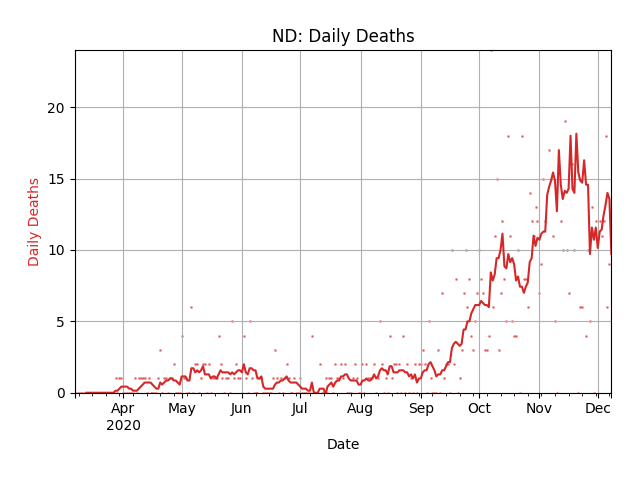 ND: Daily Deaths
Daily Deaths
20
15
10
5
0
Apr
2020
May
Jun
Jul
Aug
Sep
Oct
Nov
Dec
Date